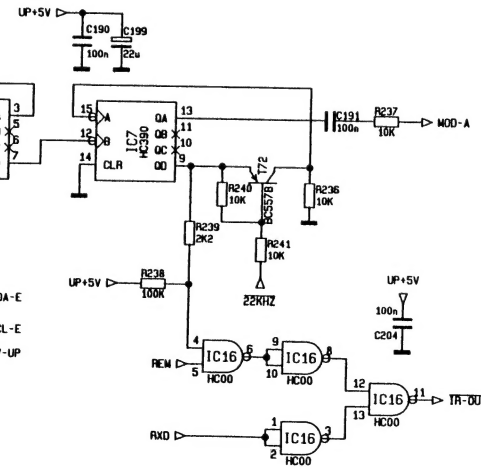 UP+5V
C190
100n
C199
22u
3
5
6
7
15
A
QA
13
12
B
QB
11
IC7
HC390
QC
10
14
CLR
QD
9
C191
100n
R237
10K
MOD-A
T72
BC557B
R240
10K
R236
10K
R239
2K2
R241
10K
UP+5V
R238
100K
22KHZ
UP+5V
100n
C204
DA-E
CL-E
-UP
4
REM
5
IC16
6
HC00
9
10
IC16
8
HC00
12
13
IC16
11
HC00
TR-OU
RXD
1
2
IC16
3
HC00